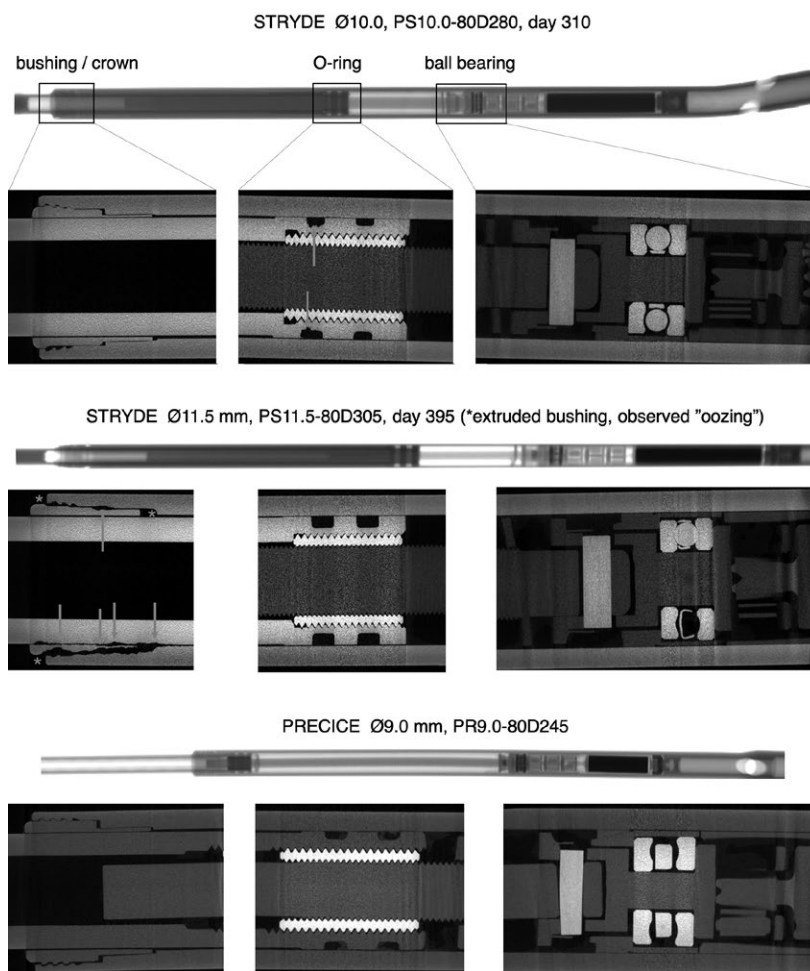 STRYDE Ø10.0, PS10.0-80D280, day 310
bushing / crown O-ring ball bearing
STRYDE Ø11.5 mm, PS11.5-80D305, day 395 (*extruded bushing, observed ”oozing”)
* *
*
PRECICE Ø9.0 mm, PR9.0-80D245